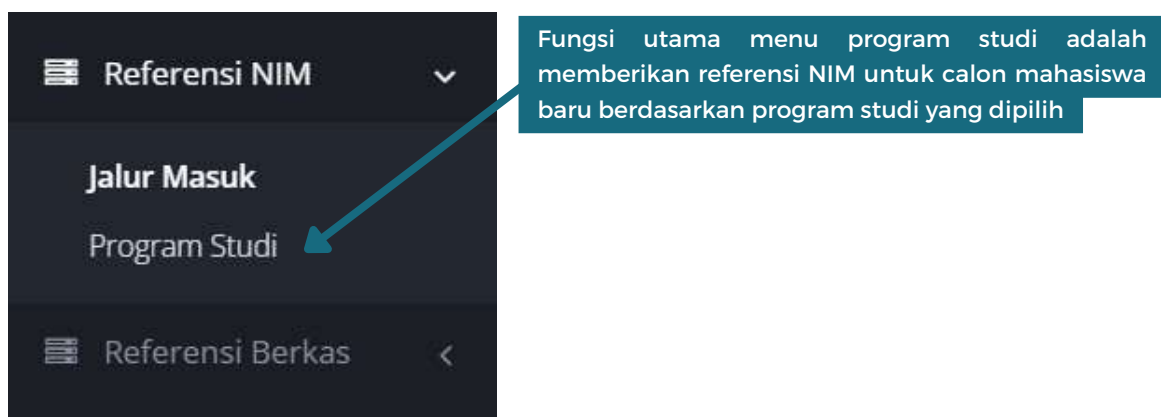 Referensi NIM
Jalur Masuk
Program Studi
Referensi Berkas
Fungsi utama menu program studi adalah
memberikan referensi NIM untuk calon mahasiswa
baru berdasarkan program studi yang dipilih